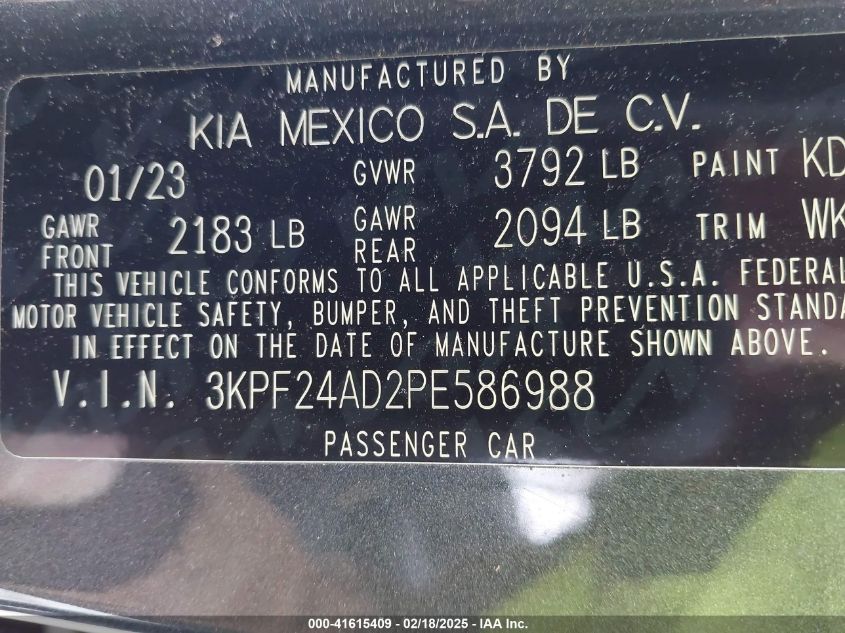 MANUFACTURED BY
KIA MEXICO S.A. DE C.V.
01/23 GVWR 3792 LB PAINT KD
GAWR FRONT 2183 LB GAWR REAR 2094 LB TRIM WK
THIS VEHICLE CONFORMS TO ALL APPLICABLE U.S.A. FEDERAL
MOTOR VEHICLE SAFETY, BUMPER, AND THEFT PREVENTION STANDA
IN EFFECT ON THE DATE OF MANUFACTURE SHOWN ABOVE.
V.I.N. 3KPF24AD2PE586988
PASSENGER CAR
000-41615409 - 02/18/2025 - IAA Inc.